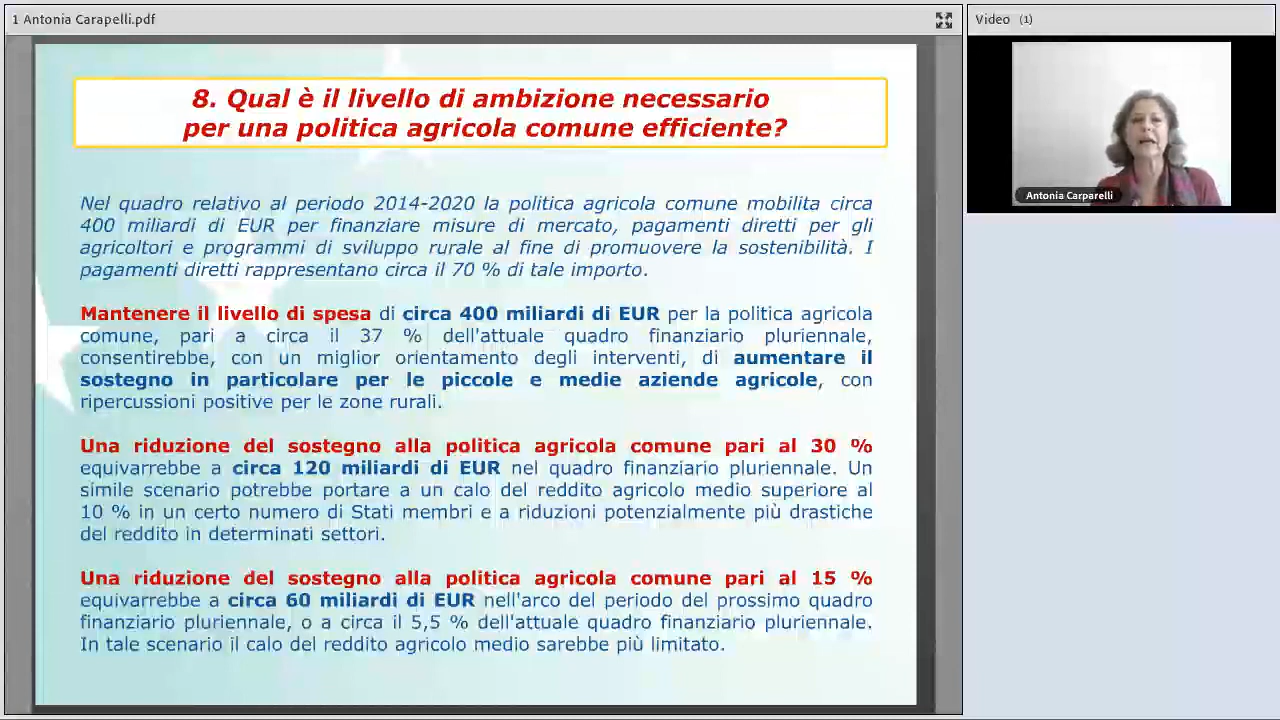 1 Antonia Carapelli.pdf
Video (1)
8. Qual è il livello di ambizione necessario
per una politica agricola comune efficiente?
Nel quadro relativo al periodo 2014-2020 la politica agricola comune mobilita circa
400 miliardi di EUR per finanziare misure di mercato, pagamenti diretti per gli
agricoltori e programmi di sviluppo rurale al fine di promuovere la sostenibilità. I
pagamenti diretti rappresentano circa il 70 % di tale importo.
Mantenere il livello di spesa di circa 400 miliardi di EUR per la politica agricola
comune, pari a circa il 37 % dell'attuale quadro finanziario pluriennale,
consentirebbe, con un miglior orientamento degli interventi, di aumentare il
sostegno in particolare per le piccole e medie aziende agricole, con
ripercussioni positive per le zone rurali.
Una riduzione del sostegno alla politica agricola comune pari al 30 %
equivarrebbe a circa 120 miliardi di EUR nel quadro finanziario pluriennale. Un
simile scenario potrebbe portare a un calo del reddito agricolo medio superiore al
10 % in un certo numero di Stati membri e a riduzioni potenzialmente più drastiche
del reddito in determinati settori.
Una riduzione del sostegno alla politica agricola comune pari al 15 %
equivarrebbe a circa 60 miliardi di EUR nell'arco del periodo del prossimo quadro
finanziario pluriennale, o a circa il 5,5 % dell'attuale quadro finanziario pluriennale.
In tale scenario il calo del reddito agricolo medio sarebbe più limitato.
Antonia Carparelli